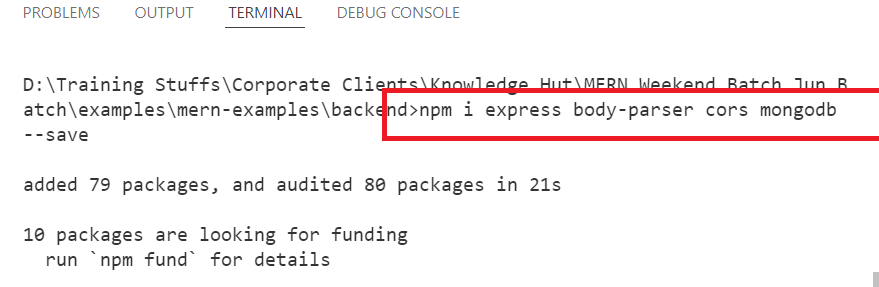 PROBLEMS OUTPUT TERMINAL DEBUG CONSOLE
D:\Training Stuffs\Corporate Clients\Knowledge Hut\MERN Weekend Batch Jun B
atch\examples\mern-examples\backend>npm i express body-parser cors mongodb
--save
added 79 packages, and audited 80 packages in 21s
10 packages are looking for funding
run `npm fund` for details